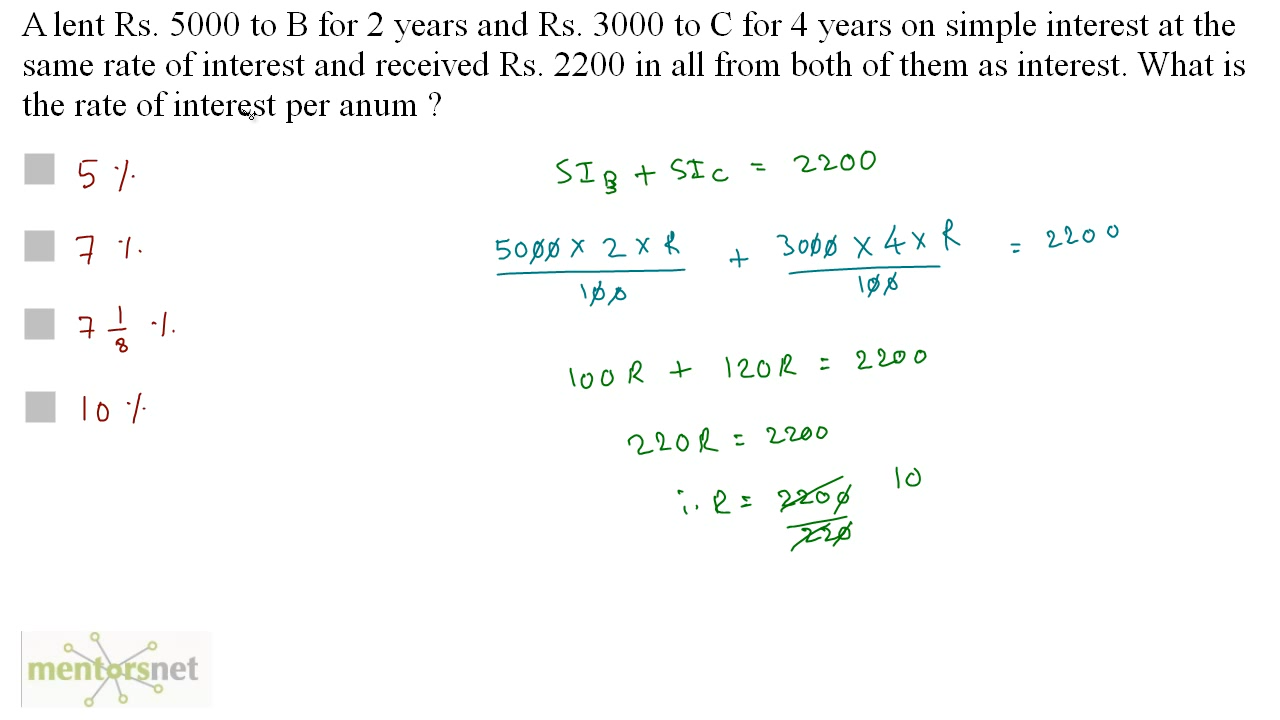 A lent Rs. 5000 to B for 2 years and Rs. 3000 to C for 4 years on simple interest at the
same rate of interest and received Rs. 2200 in all from both of them as interest. What is
the rate of interest per anum ?
5 %
7 %
7 1/8 %
10 %
SI_B + SI_C = 2200
5000 × 2 × R / 100 + 3000 × 4 × R / 100 = 2200
100R + 120R = 2200
220R = 2200
∴ R = 2200 / 220 10
mentorsnet